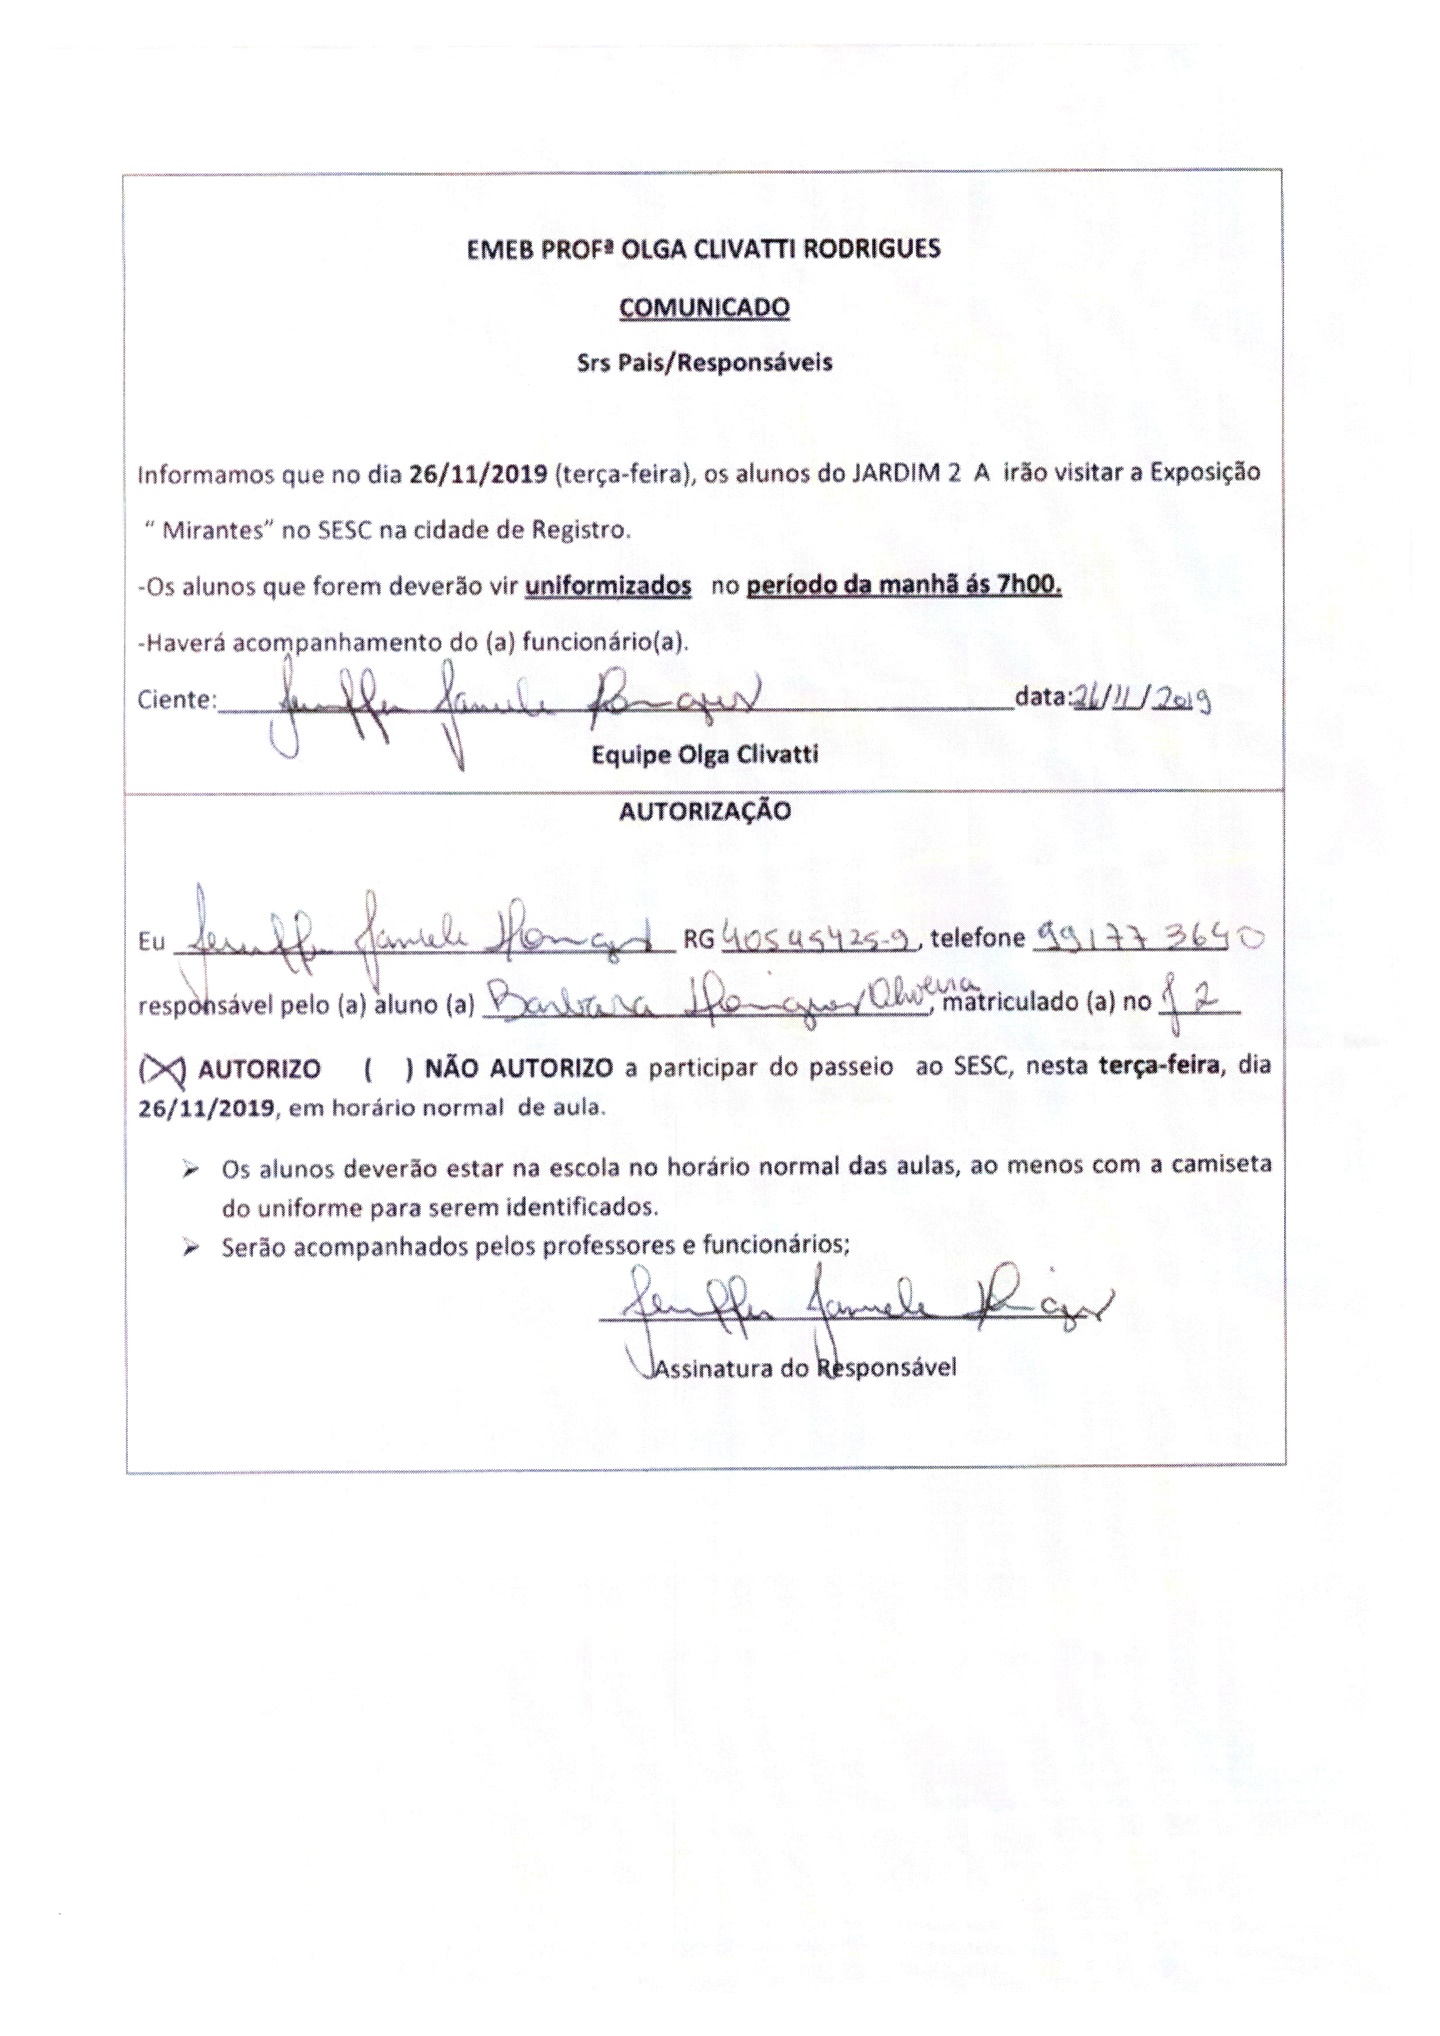 EMEB PROFª OLGA CLIVATTI RODRIGUES
COMUNICADO
Srs Pais/Responsáveis
Informamos que no dia 26/11/2019 (terça-feira), os alunos do JARDIM 2 A irão visitar a Exposição
“ Mirantes” no SESC na cidade de Registro.
-Os alunos que forem deverão vir uniformizados no período da manhã ás 7h00.
-Haverá acompanhamento do (a) funcionário(a).
Ciente: data: 26/11/2019
Equipe Olga Clivatti
AUTORIZAÇÃO
Eu RG 40545425-9, telefone 99177 3640
responsável pelo (a) aluno (a) Barbara Oliveira, matriculado (a) no J 2
(X) AUTORIZO ( ) NÃO AUTORIZO a participar do passeio ao SESC, nesta terça-feira, dia
26/11/2019, em horário normal de aula.
➢ Os alunos deverão estar na escola no horário normal das aulas, ao menos com a camiseta
do uniforme para serem identificados.
➢ Serão acompanhados pelos professores e funcionários;
Assinatura do Responsável